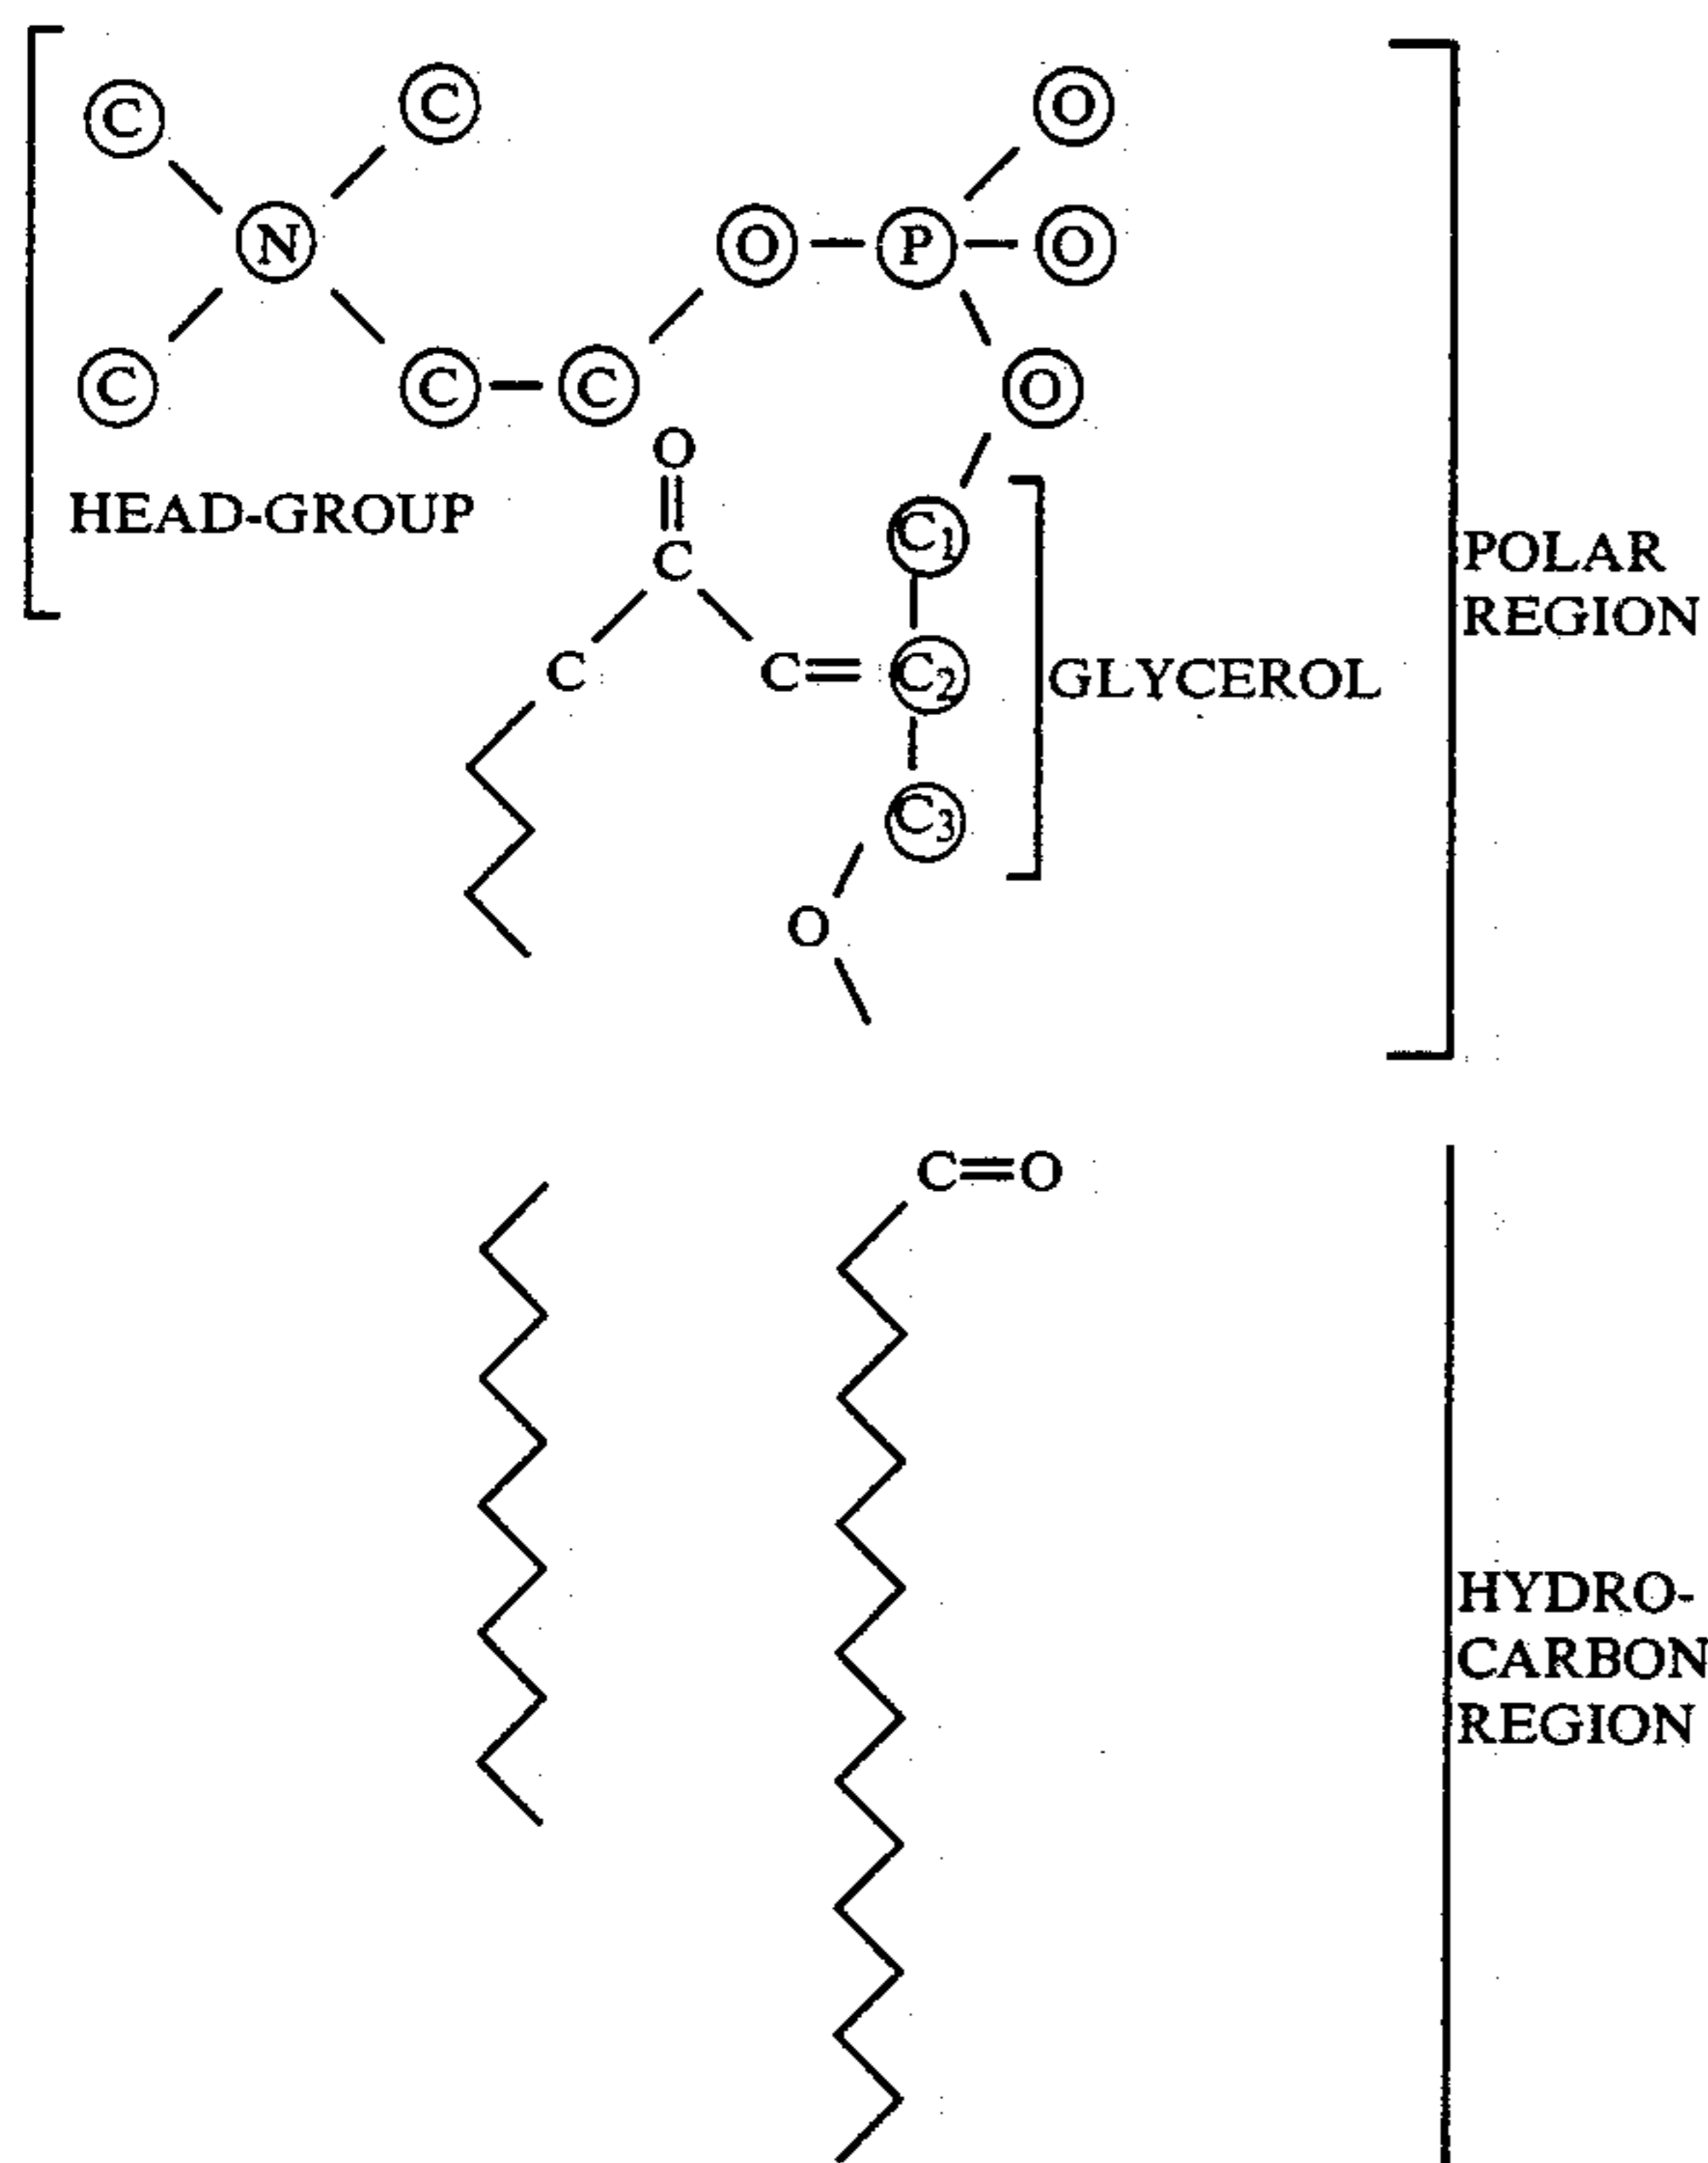 C C O
N O P O
C C C O
O
HEAD-GROUP
C1
C
POLAR
REGION
C C C2 GLYCEROL
C3
O
C O
HYDRO-
CARBON
REGION